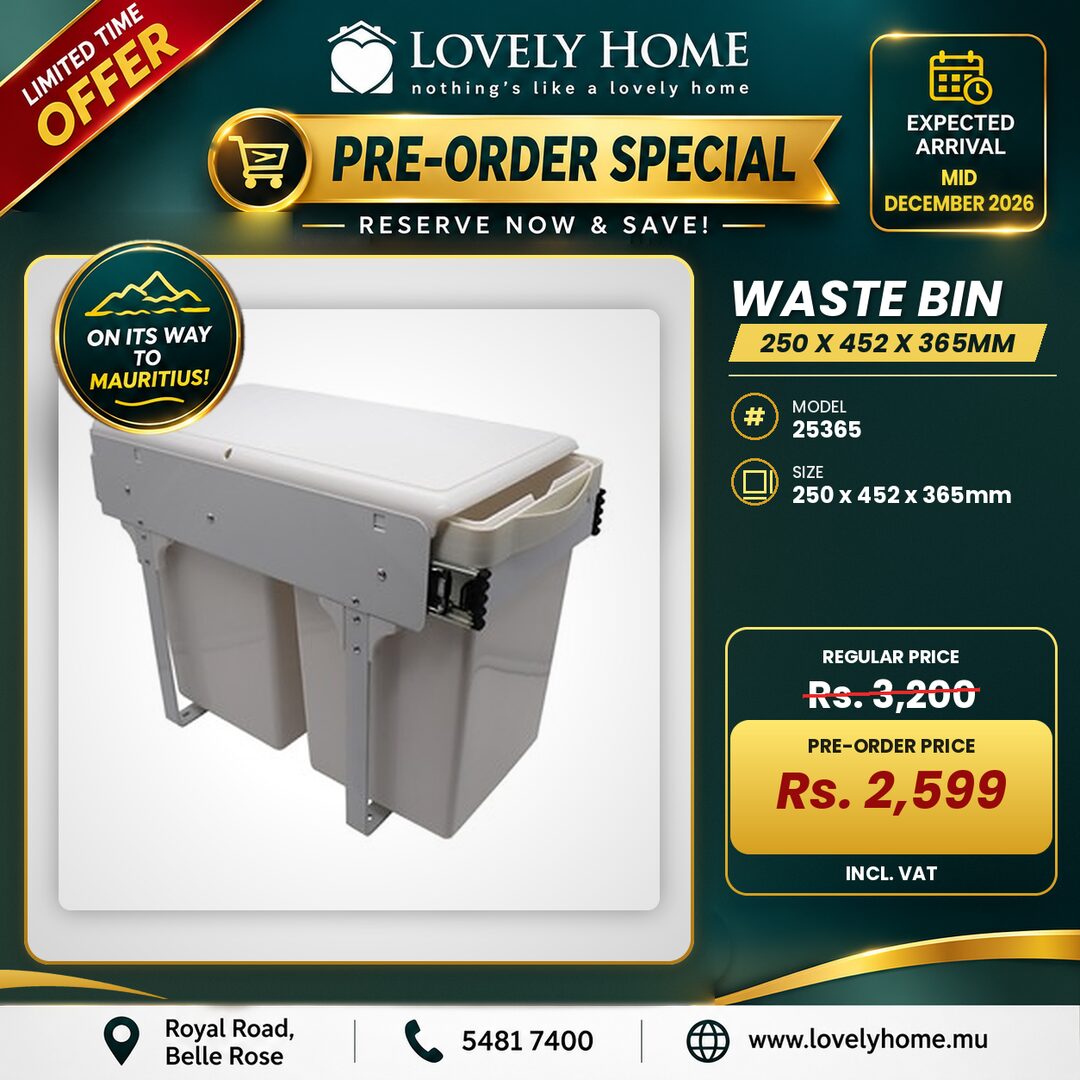 LIMITED TIME
OFFER
LOVELY HOME
nothing's like a lovely home
PRE-ORDER SPECIAL
RESERVE NOW & SAVE!
EXPECTED
ARRIVAL
MID
DECEMBER 2026
ON ITS WAY
TO
MAURITIUS!
WASTE BIN
250 X 452 X 365MM
#
MODEL
25365
SIZE
250 x 452 x 365mm
REGULAR PRICE
Rs. 3,200
PRE-ORDER PRICE
Rs. 2,599
INCL. VAT
Royal Road,
Belle Rose
5481 7400
www.lovelyhome.mu